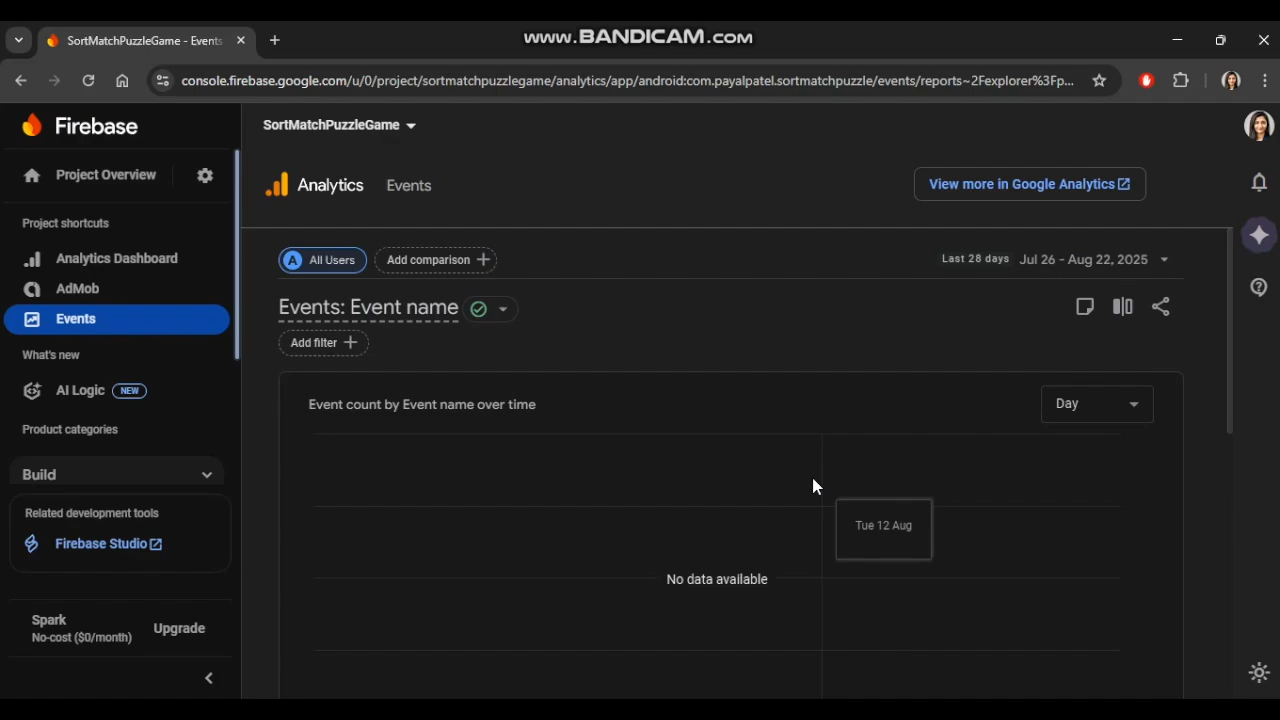 www.BANDICAM.com
SortMatchPuzzleGame - Events
console.firebase.google.com/u/0/project/sortmatchpuzzlegame/analytics/app/android:com.payalpatel.sortmatchpuzzle/events/reports~2Fexplorer%3Fp...
Firebase
SortMatchPuzzleGame
Project Overview
Analytics
Events
View more in Google Analytics
Project shortcuts
Analytics Dashboard
AdMob
Events
What's new
AI Logic NEW
Product categories
Build
Related development tools
Firebase Studio
Spark
No-cost ($0/month)
Upgrade
A All Users
Add comparison +
Last 28 days Jul 26 - Aug 22, 2025
Events: Event name
Add filter +
Event count by Event name over time
Day
Tue 12 Aug
No data available